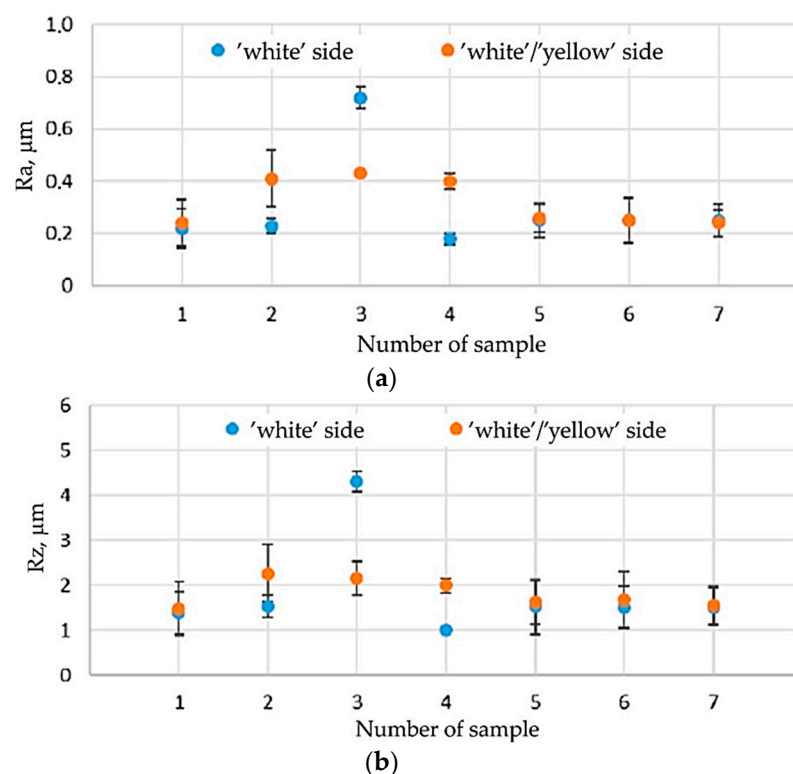 1,0
'white' side 'white'/'yellow' side
0.8
0.6
Ra, μm
0.4
0.2
0
1 2 3 4 5 6 7
Number of sample
(a)
6
'white' side 'white'/'yellow' side
5
4
Rz, μm
3
2
1
0
1 2 3 4 5 6 7
Number of sample
(b)